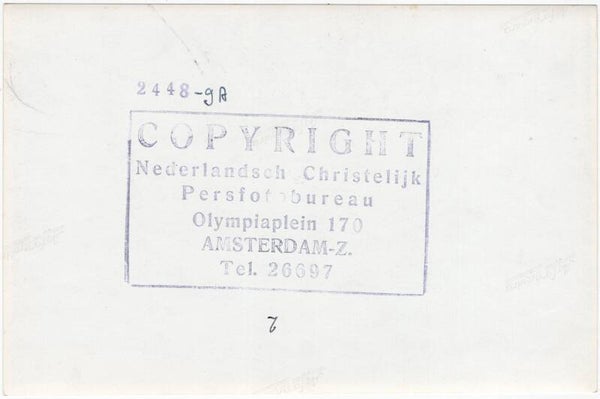 2448-9A
COPYRIGHT
Nederlandsch Christelijk
Persfotobureau
Olympiaplein 170
AMSTERDAM-Z.
Tel. 26697